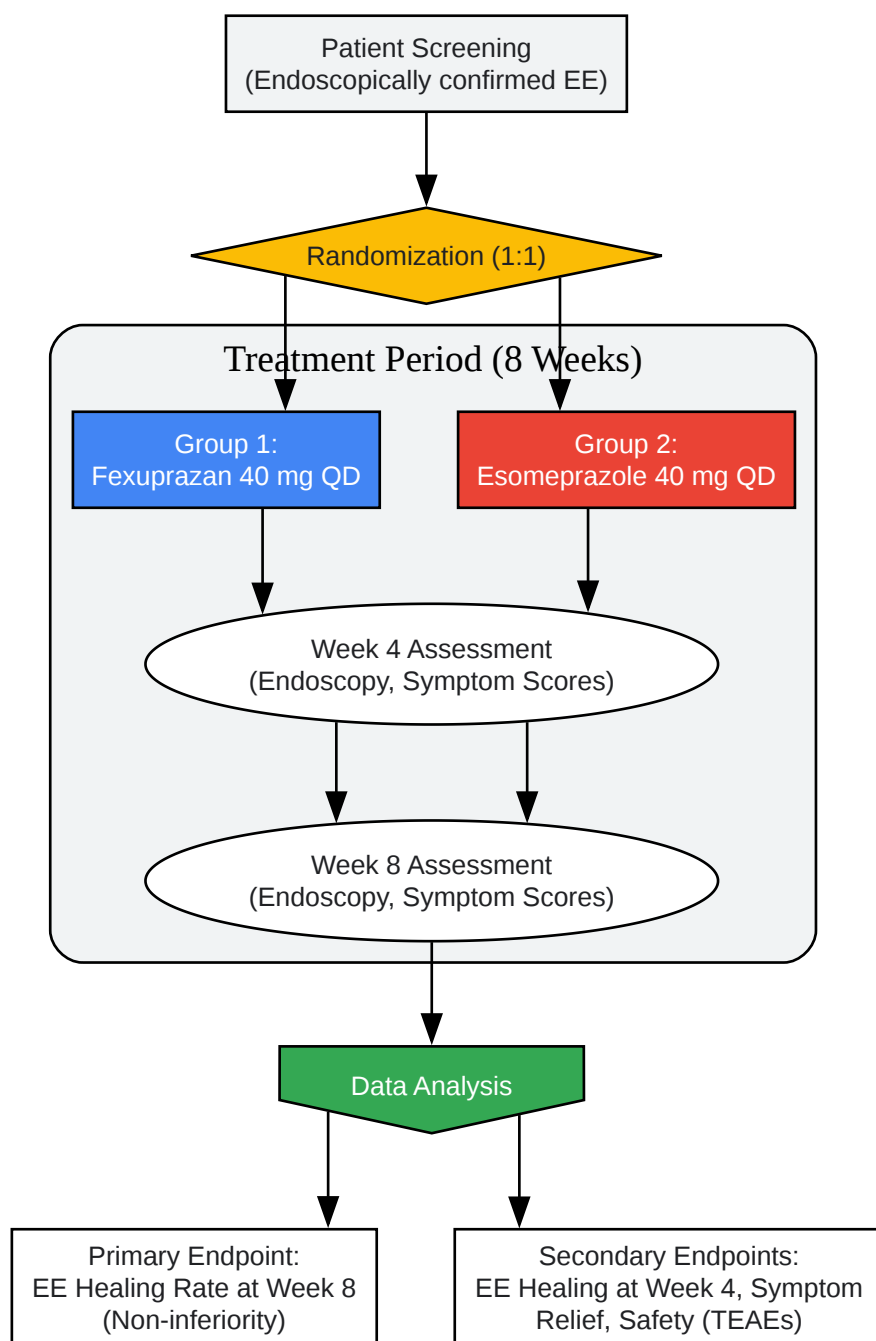 Patient Screening
(Endoscopically confirmed EE)
Randomization (1:1)
Treatment Period (8 Weeks)
Group 1:
Fexuprazan 40 mg QD
Group 2:
Esomeprazole 40 mg QD
Week 4 Assessment
(Endoscopy, Symptom Scores)
Week 8 Assessment
(Endoscopy, Symptom Scores)
Data Analysis
Primary Endpoint:
EE Healing Rate at Week 8
(Non-inferiority)
Secondary Endpoints:
EE Healing at Week 4, Symptom
Relief, Safety (TEAEs)